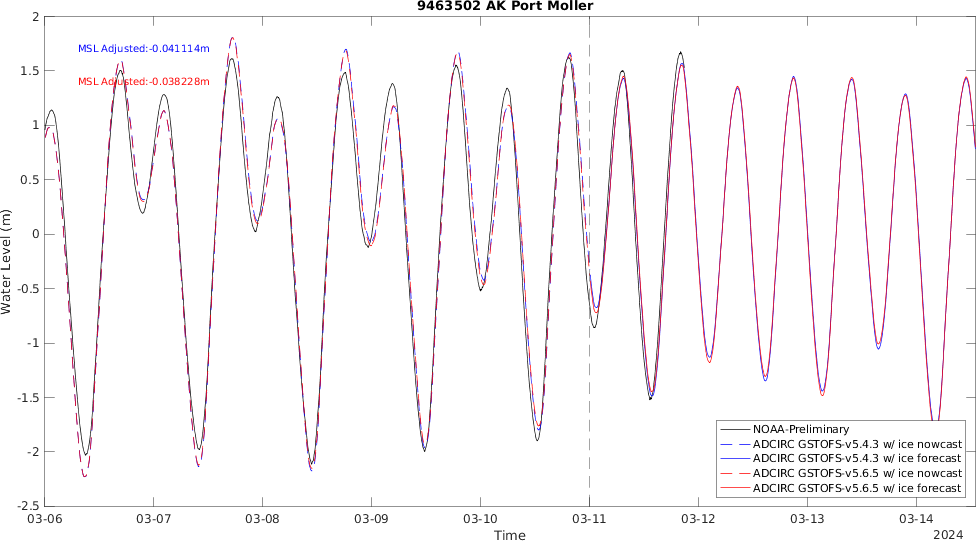 9463502 AK Port Moller
MSL Adjusted:-0.041114m
MSL Adjusted:-0.038228m
Water Level (m)
2
1.5
1
0.5
0
-0.5
-1
-1.5
-2
-2.5
NOAA-Preliminary
ADCIRC GSTOFS-v5.4.3 w/ ice nowcast
ADCIRC GSTOFS-v5.4.3 w/ ice forecast
ADCIRC GSTOFS-v5.6.5 w/ ice nowcast
ADCIRC GSTOFS-v5.6.5 w/ ice forecast
03-06 03-07 03-08 03-09 03-10 03-11 03-12 03-13 03-14
Time
2024